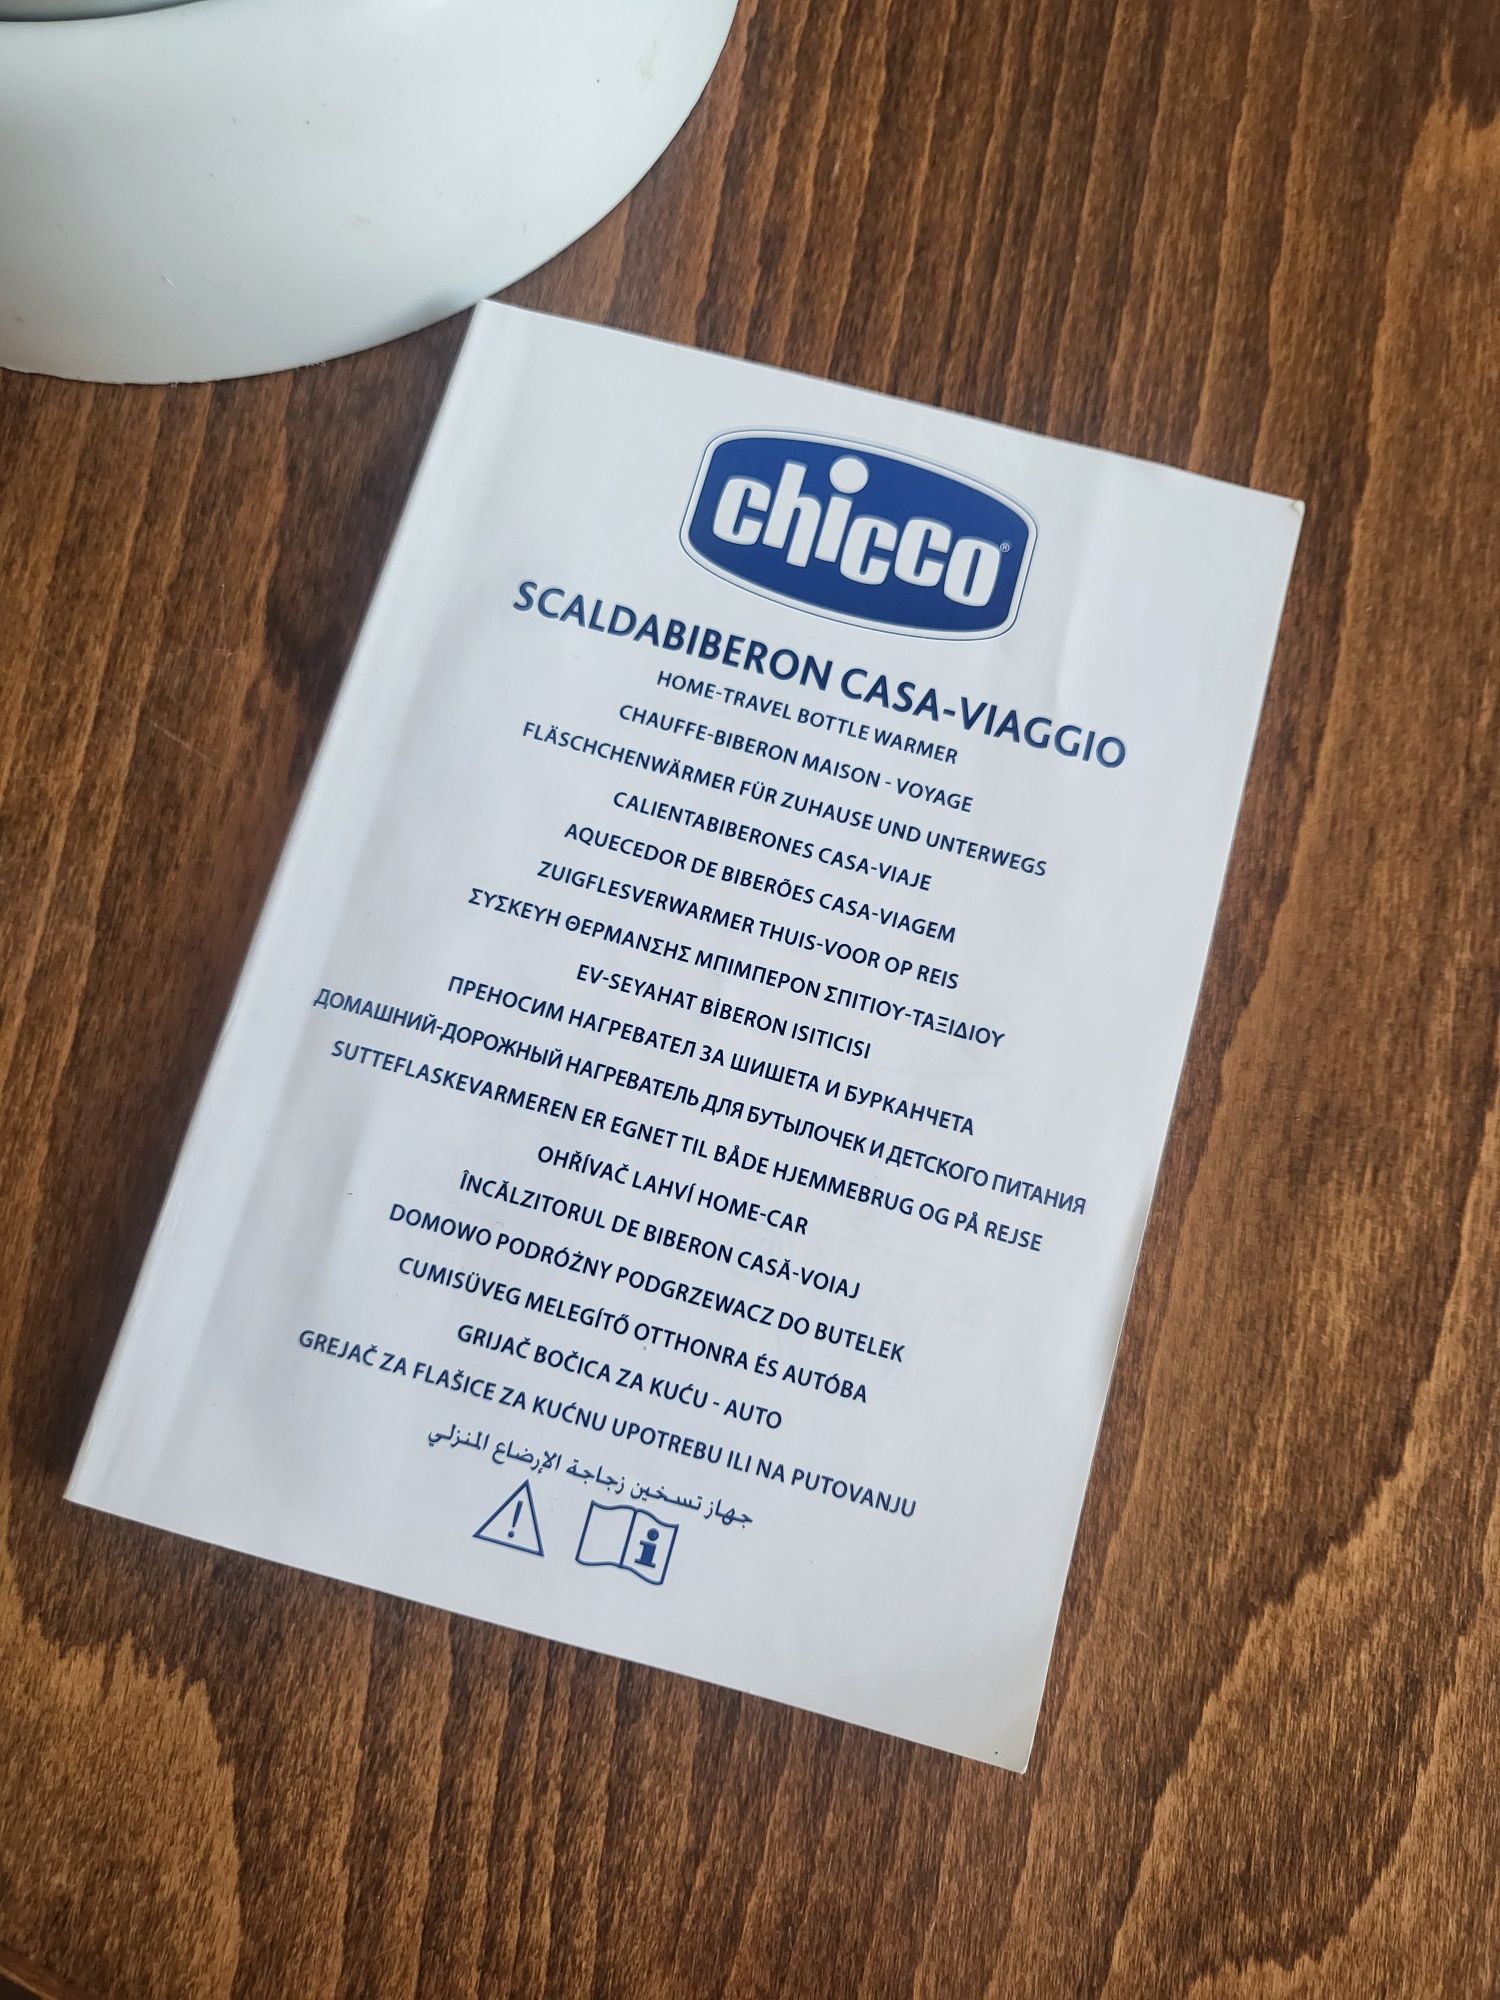 chicco®
SCALDABIBERON CASA-VIAGGIO
HOME-TRAVEL BOTTLE WARMER
CHAUFFE-BIBERON MAISON - VOYAGE
FLÄSCHCHENWÄRMER FÜR ZUHAUSE UND UNTERWEGS
CALIENTABIBERONES CASA-VIAJE
AQUECEDOR DE BIBERÕES CASA-VIAGEM
ZUIGFLESVERWARMER THUIS-VOOR OP REIS
ΣΥΣΚΕΥΗ ΘΕΡΜΑΝΣΗΣ ΜΠΙΜΠΕΡΟΝ ΣΠΙΤΙΟΥ-ΤΑΞΙΔΙΟΥ
EV-SEYAHAT BİBERON ISITICISI
ПРЕНОСИМ НАГРЕВАТЕЛ ЗА ШИШЕТА И БУРКАНЧЕТА
ДОМАШНИЙ-ДОРОЖНЫЙ НАГРЕВАТЕЛЬ ДЛЯ БУТЫЛОЧЕК И ДЕТСКОГО ПИТАНИЯ
SUTTEFLASKEVARMEREN ER EGNET TIL BÅDE HJEMMEBRUG OG PÅ REJSE
OHŘÍVAČ LAHVÍ HOME-CAR
ÎNCĂLZITORUL DE BIBERON CASĂ-VOIAJ
DOMOWO PODRÓŻNY PODGRZEWACZ DO BUTELEK
CUMISÜVEG MELEGÍTŐ OTTHONRA ÉS AUTÓBA
GRIJAČ BOČICA ZA KUĆU - AUTO
GREJAČ ZA FLAŠICE ZA KUĆNU UPOTREBU ILI NA PUTOVANJU
جهاز تسخين زجاجة الإرضاع المنزلي